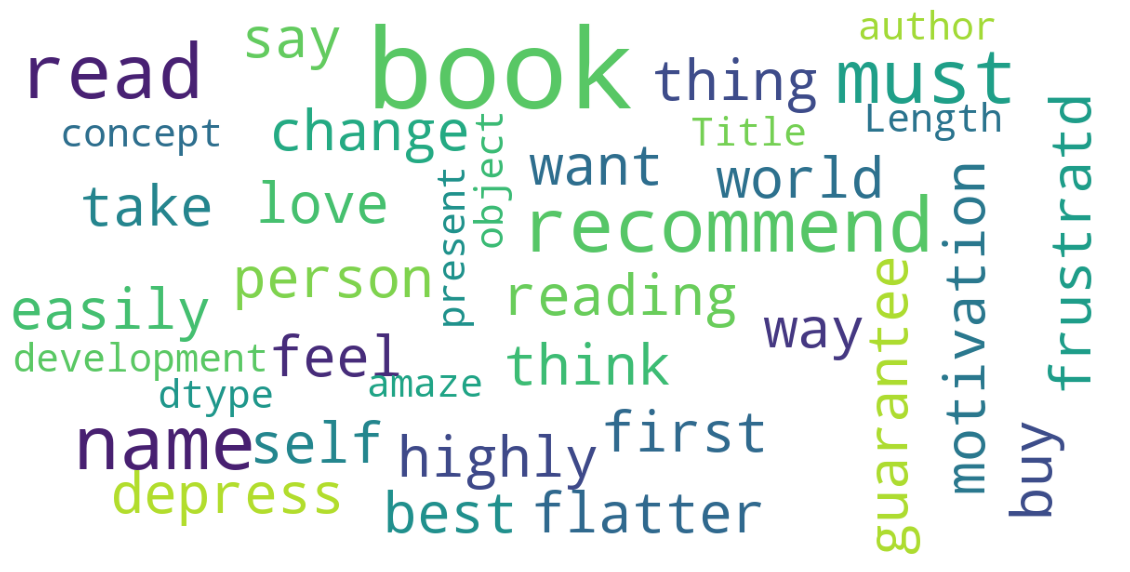 author
say
book
read
thing
must
Length
concept
change
Title
object
want
world
frustratd
take
love
present
recommend
motivation
person
reading
easily
way
guarantee
development
feel
think
amaze
dtype
name
self
highly
first
buy
depress
best
flatter